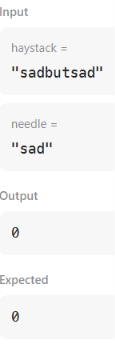 Input
haystack =
"sadbutsad"
needle =
"sad"
Output
0
Expected
0